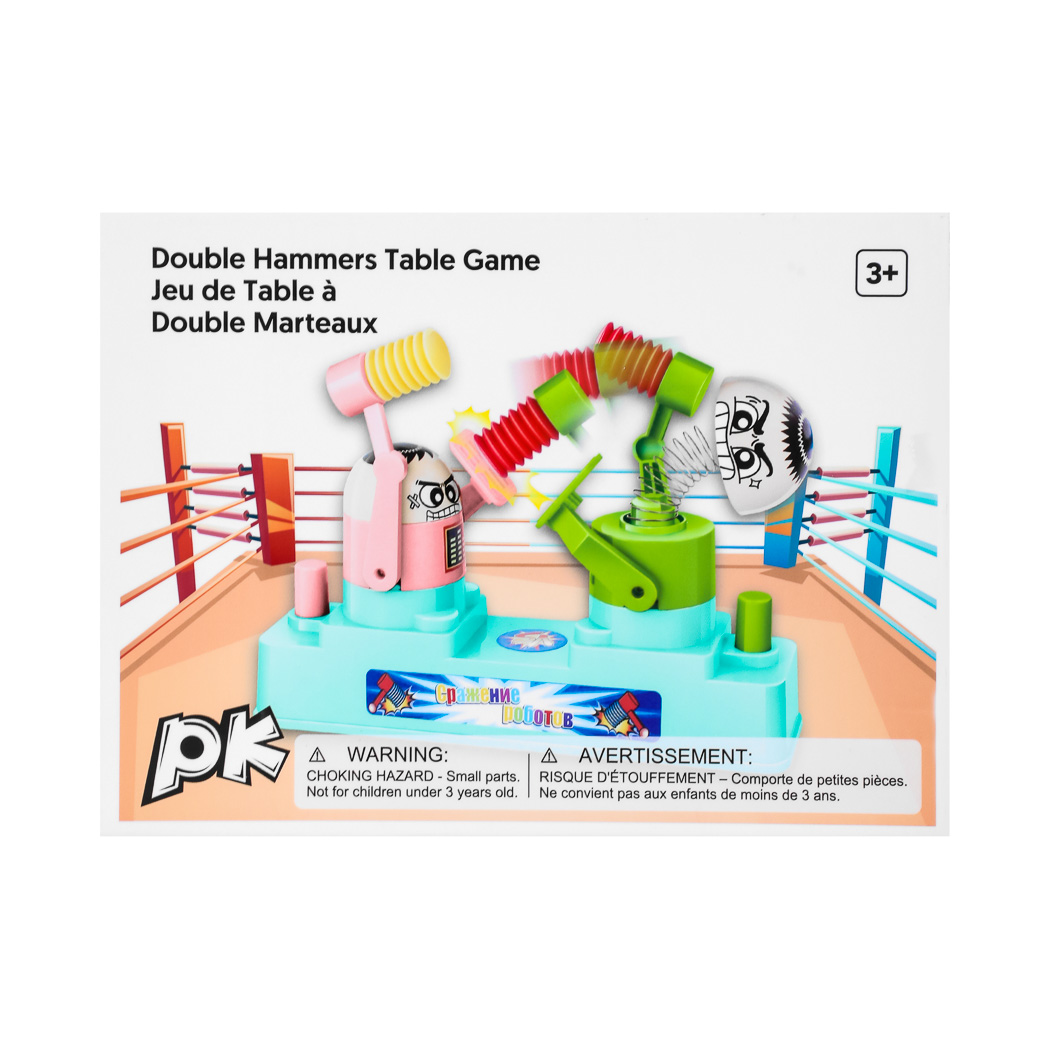 Double Hammers Table Game
Jeu de Table à
Double Marteaux
3+
Сражение
роботов
pk
WARNING:
CHOKING HAZARD - Small parts.
Not for children under 3 years old.
AVERTISSEMENT:
RISQUE D'ÉTOUFFEMENT – Comporte de petites pièces.
Ne convient pas aux enfants de moins de 3 ans.